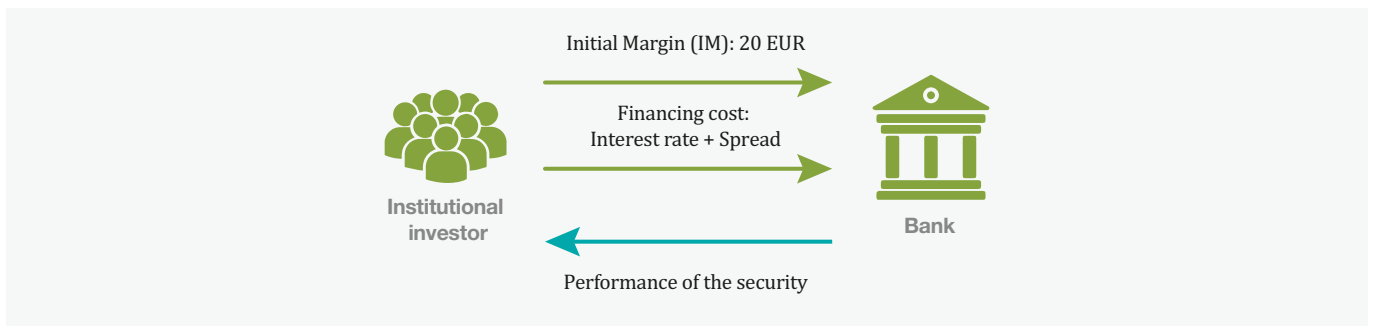 Initial Margin (IM): 20 EUR
Financing cost:
Interest rate + Spread
Institutional
investor
Bank
Performance of the security